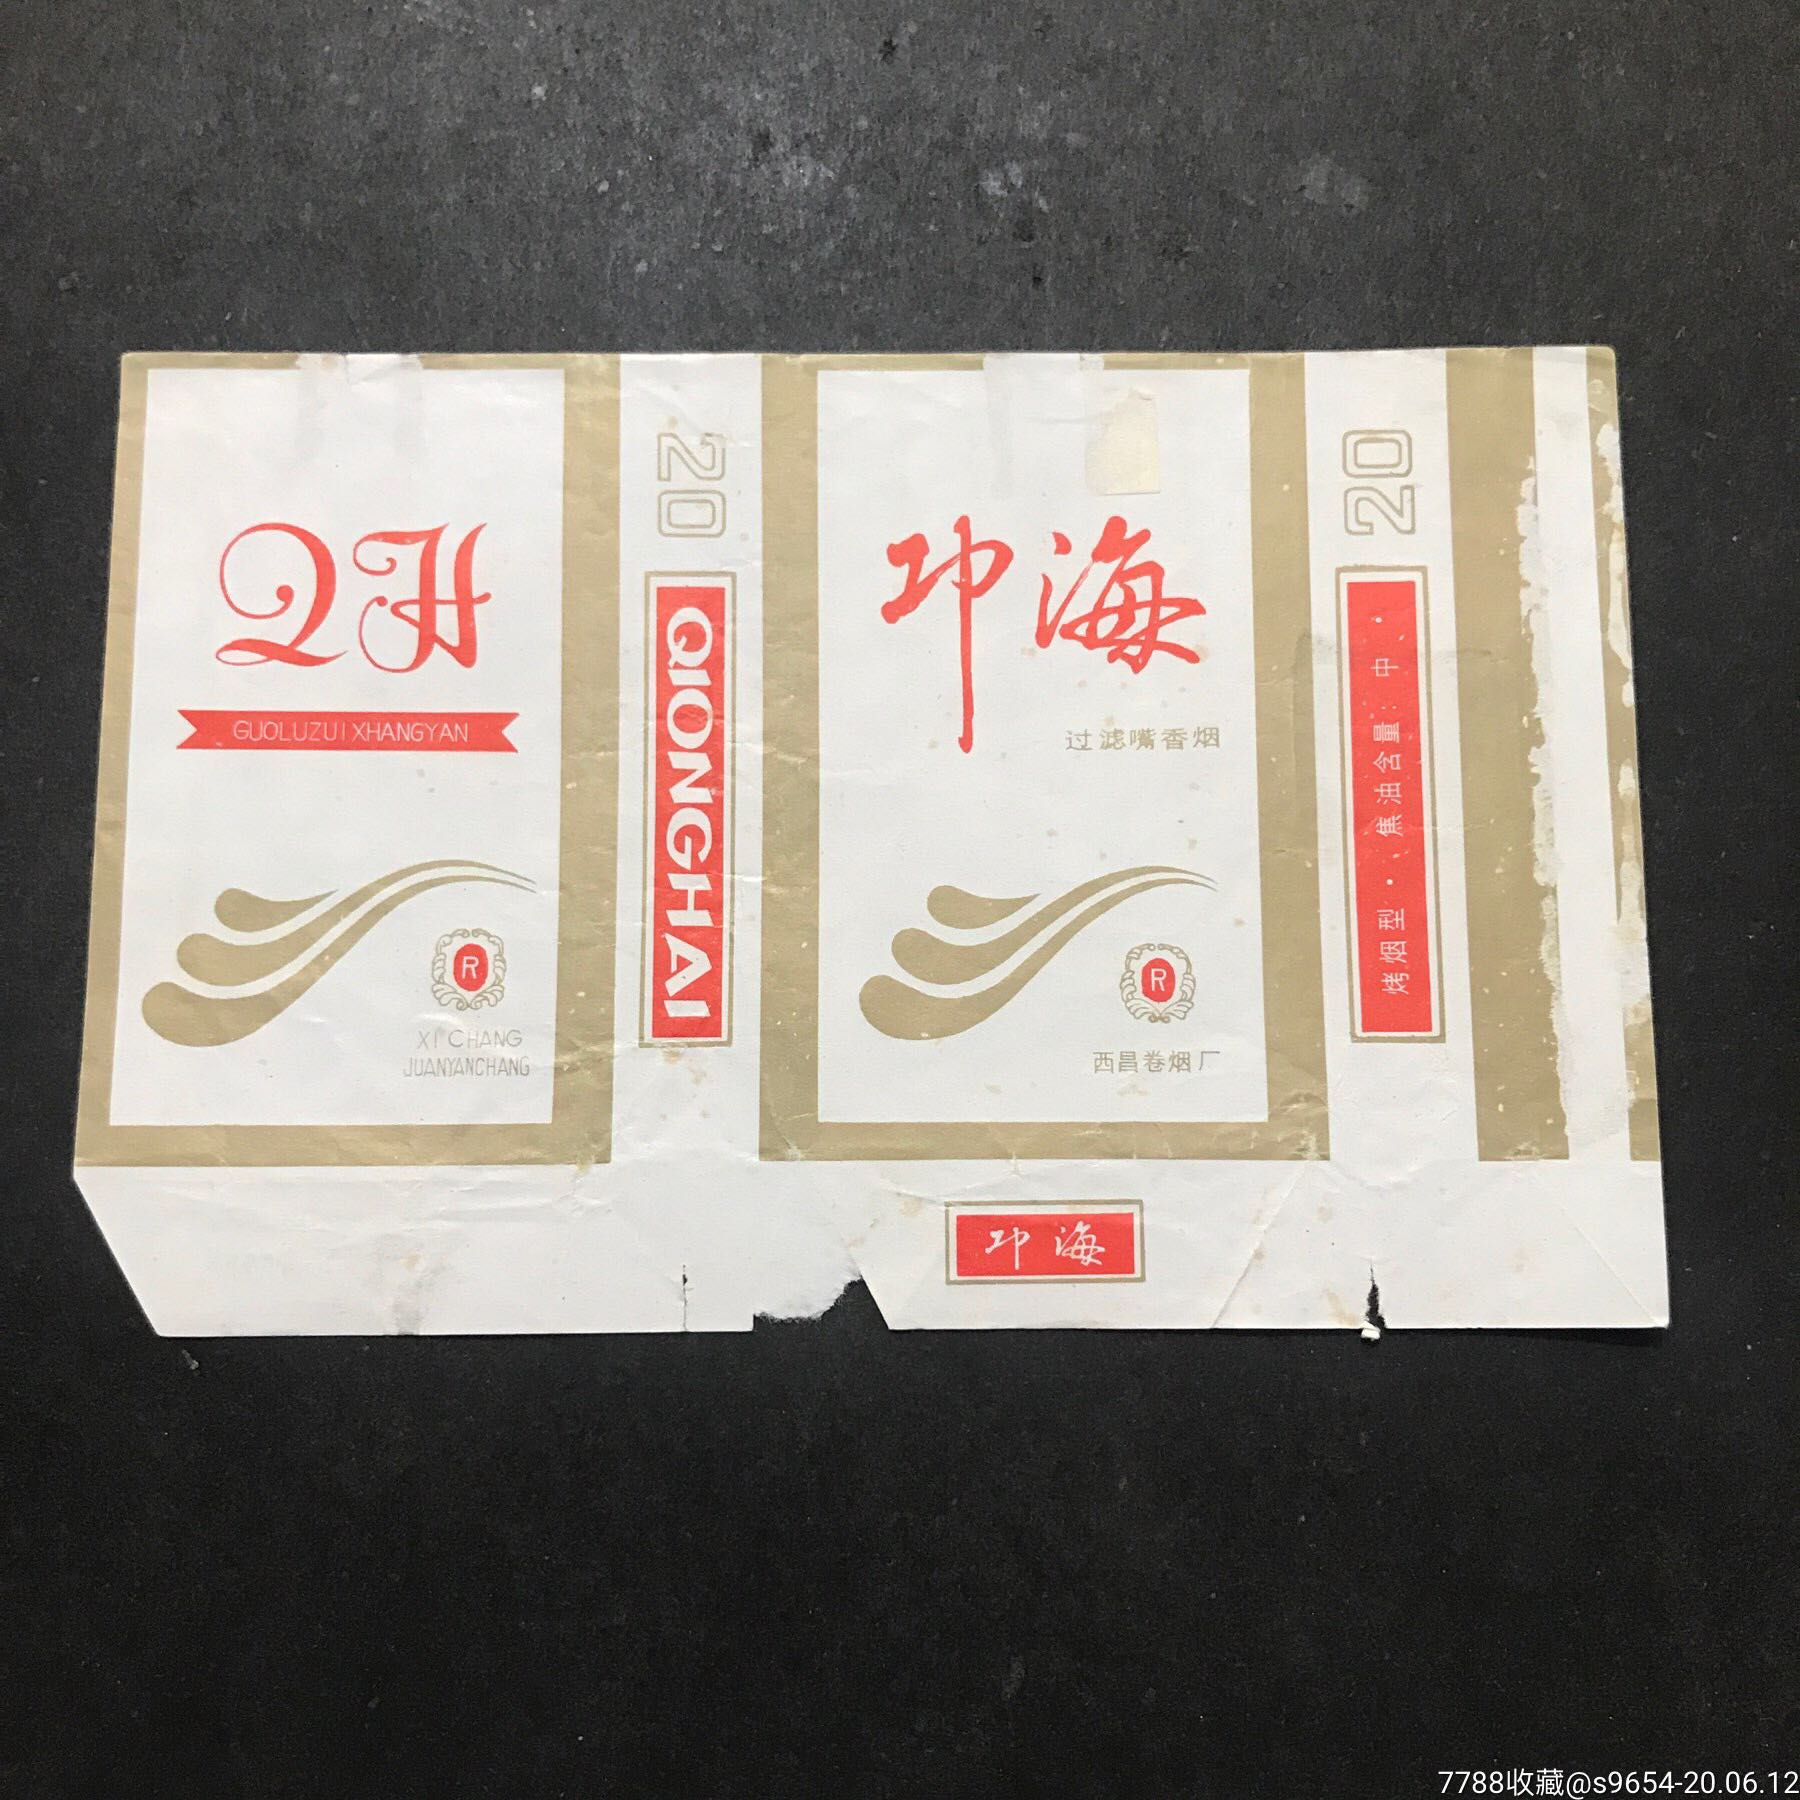 QH
GUOLUZUI XHANGYAN
R
XI CHANG
JUANYANCHANG
20
QIONGHAI
邛海
过滤嘴香烟
R
西昌卷烟厂
邛海
20
烤烟型·焦油含量:中·
7788收藏@s9654-20.06.12